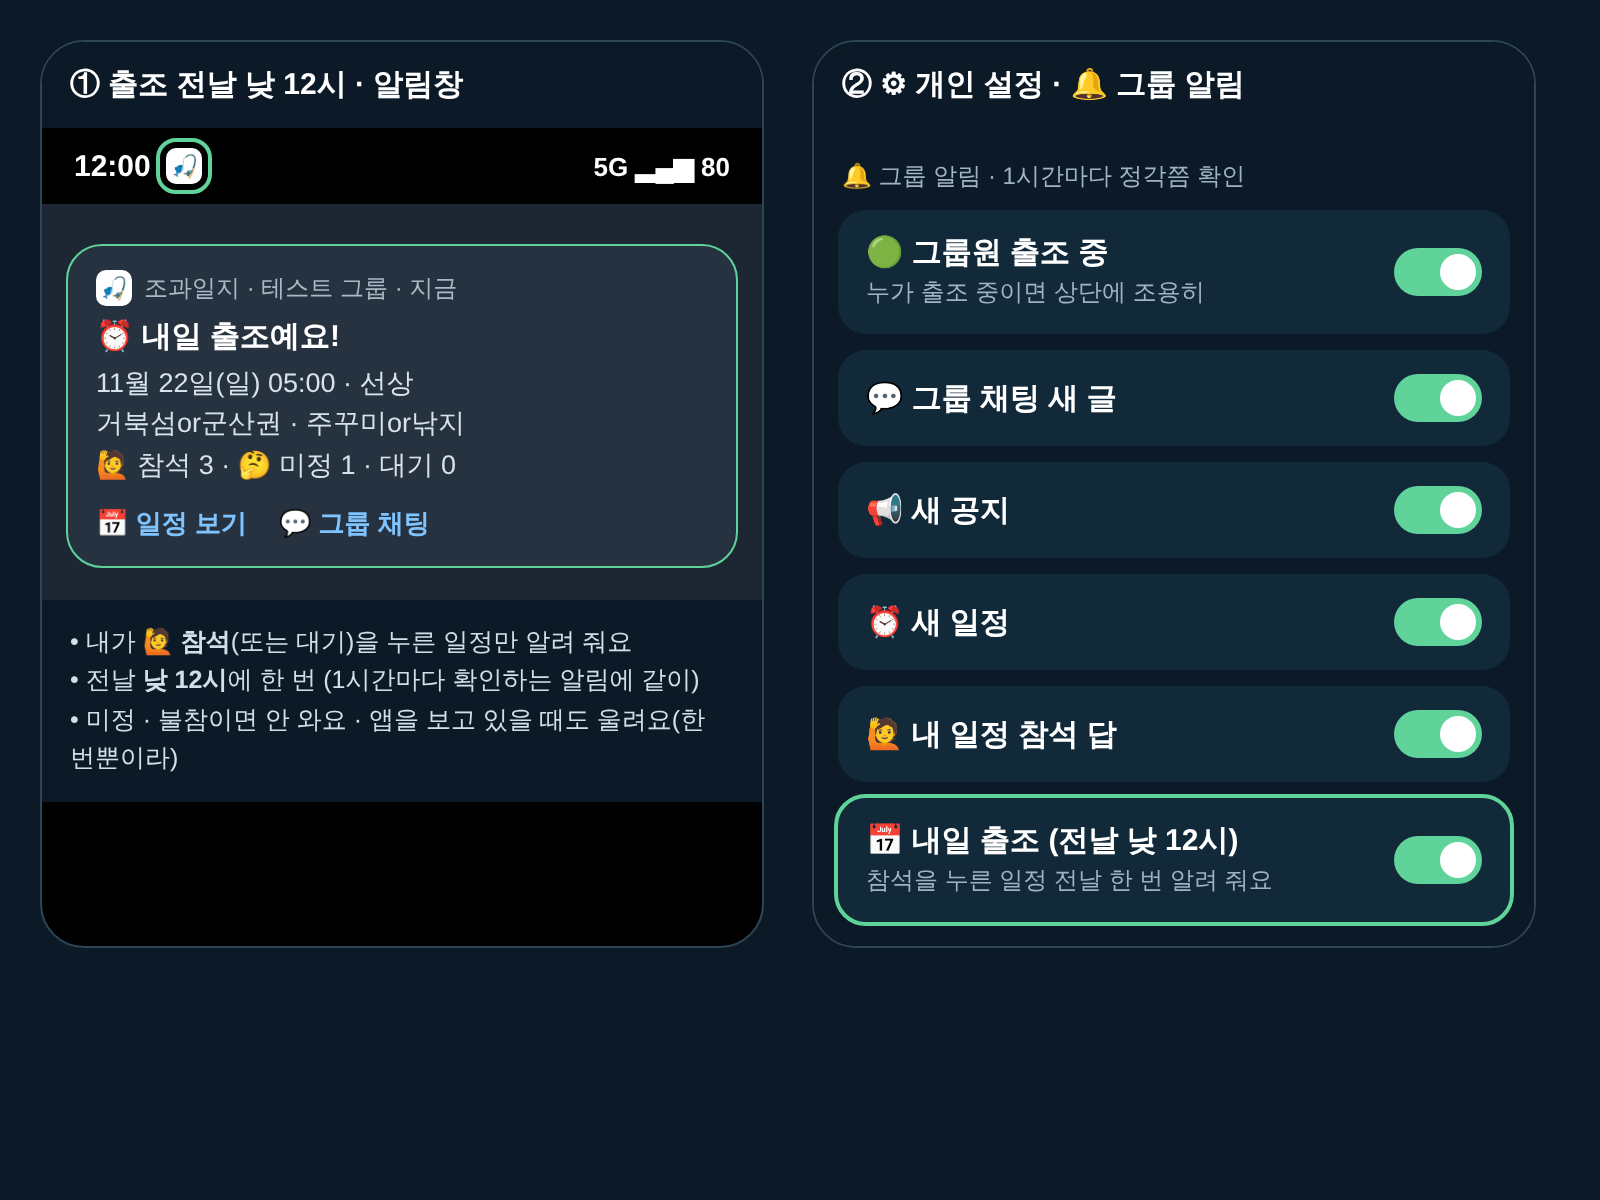 ① 출조 전날 낮 12시 · 알림창
12:00
5G 80
조과일지 · 테스트 그룹 · 지금
⏰ 내일 출조예요!
11월 22일(일) 05:00 · 선상
거북섬or군산권 · 주꾸미or낚지
🙋 참석 3 · 🤔 미정 1 · 대기 0
📅 일정 보기 💬 그룹 채팅
• 내가 🙋 참석(또는 대기)을 누른 일정만 알려 줘요
• 전날 낮 12시에 한 번 (1시간마다 확인하는 알림에 같이)
• 미정 · 불참이면 안 와요 · 앱을 보고 있을 때도 울려요(한
번뿐이라)
② ⚙ 개인 설정 · 🔔 그룹 알림
🔔 그룹 알림 · 1시간마다 정각쯤 확인
🟢 그룹원 출조 중
누가 출조 중이면 상단에 조용히
💬 그룹 채팅 새 글
📢 새 공지
⏰ 새 일정
🙋 내 일정 참석 답
📅 내일 출조 (전날 낮 12시)
참석을 누른 일정 전날 한 번 알려 줘요